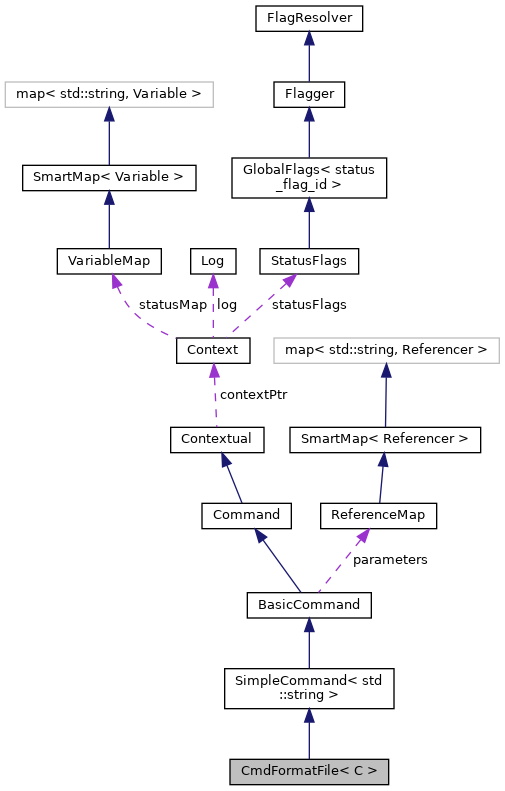 FlagResolver
Flagger
map< std::string, Variable >
GlobalFlags< status
_flag_id >
SmartMap< Variable >
VariableMap
Log
StatusFlags
statusMap
log
statusFlags
Context
map< std::string, Referencer >
contextPtr
Contextual
SmartMap< Referencer >
Command
ReferenceMap
parameters
BasicCommand
SimpleCommand< std
::string >
CmdFormatFile< C >